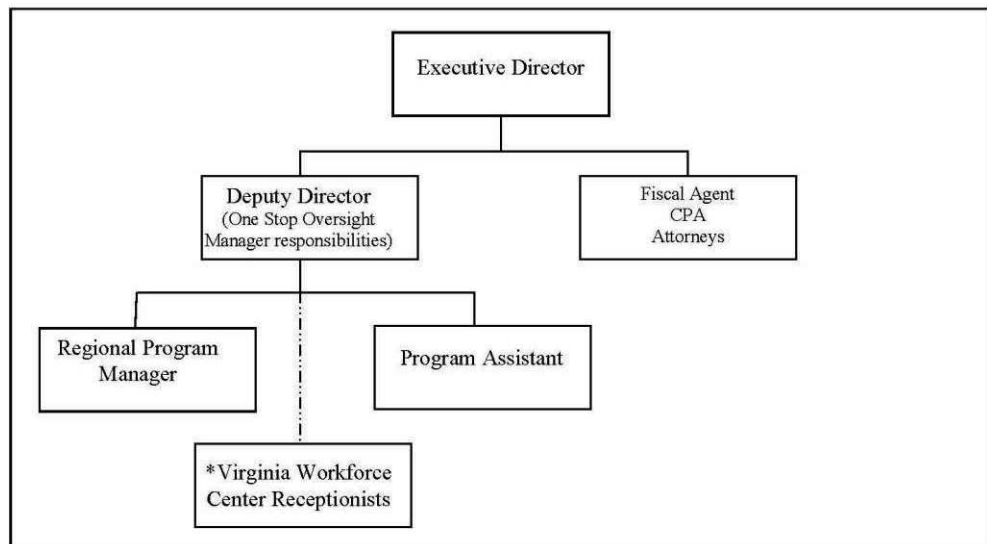 Executive Director
Deputy Director
(One Stop Oversight
Manager responsibilities)
Fiscal Agent
CPA
Attorneys
Regional Program
Manager
Program Assistant
*Virginia Workforce
Center Receptionists